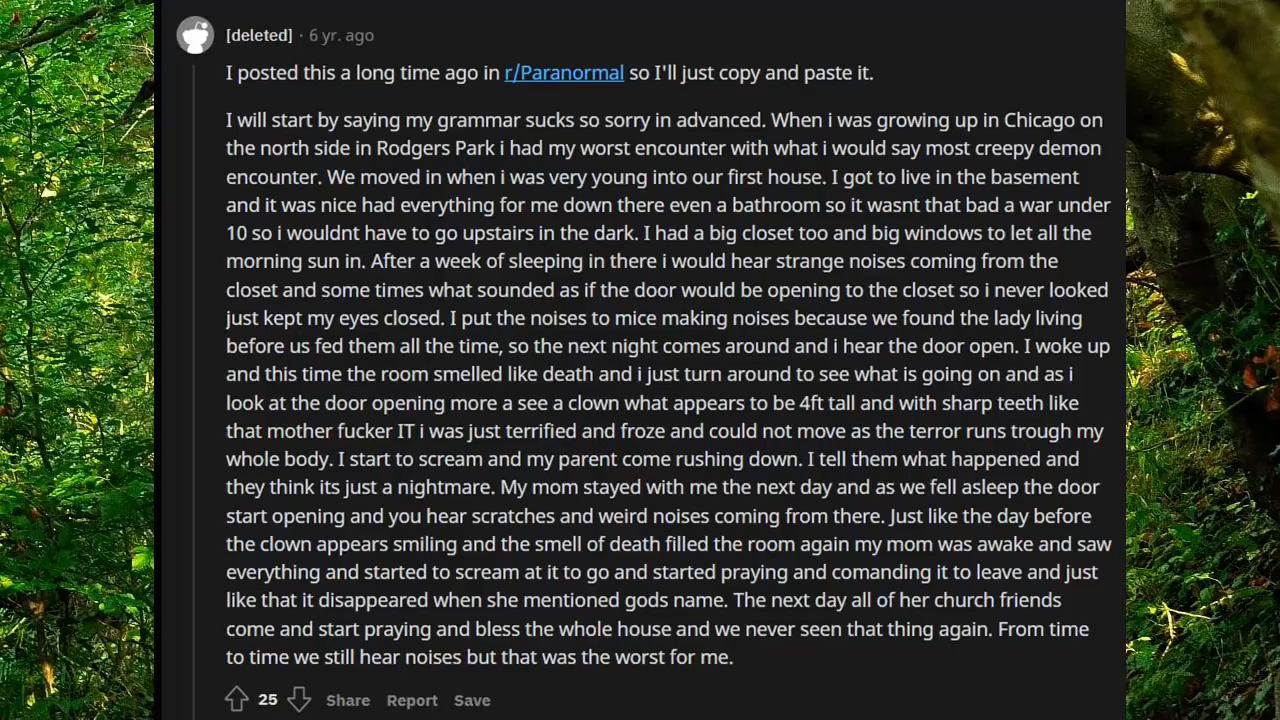 [deleted] · 6 yr. ago
I posted this a long time ago in r/Paranormal so I'll just copy and paste it.
I will start by saying my grammar sucks so sorry in advanced. When i was growing up in Chicago on
the north side in Rodgers Park i had my worst encounter with what i would say most creepy demon
encounter. We moved in when i was very young into our first house. I got to live in the basement
and it was nice had everything for me down there even a bathroom so it wasnt that bad a war under
10 so i wouldnt have to go upstairs in the dark. I had a big closet too and big windows to let all the
morning sun in. After a week of sleeping in there i would hear strange noises coming from the
closet and some times what sounded as if the door would be opening to the closet so i never looked
just kept my eyes closed. I put the noises to mice making noises because we found the lady living
before us fed them all the time, so the next night comes around and i hear the door open. I woke up
and this time the room smelled like death and i just turn around to see what is going on and as i
look at the door opening more a see a clown what appears to be 4ft tall and with sharp teeth like
that mother fucker IT i was just terrified and froze and could not move as the terror runs trough my
whole body. I start to scream and my parent come rushing down. I tell them what happened and
they think its just a nightmare. My mom stayed with me the next day and as we fell asleep the door
start opening and you hear scratches and weird noises coming from there. Just like the day before
the clown appears smiling and the smell of death filled the room again my mom was awake and saw
everything and started to scream at it to go and started praying and comanding it to leave and just
like that it disappeared when she mentioned gods name. The next day all of her church friends
come and start praying and bless the whole house and we never seen that thing again. From time
to time we still hear noises but that was the worst for me.
25 Share Report Save